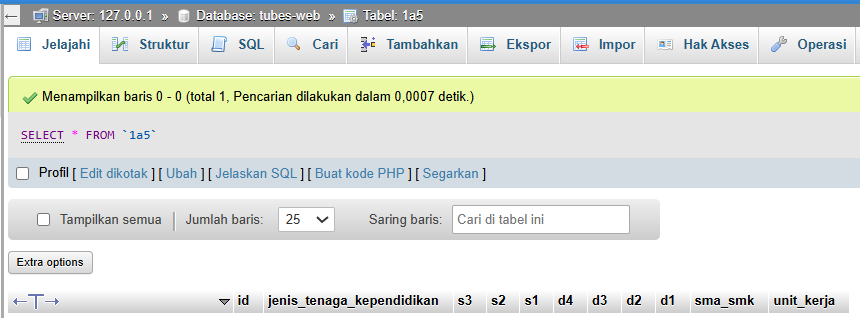 Server: 127.0.0.1 » Database: tubes-web » Tabel: 1a5
Jelajahi Struktur SQL Cari Tambahkan Ekspor Impor Hak Akses Operasi
Menampilkan baris 0 - 0 (total 1, Pencarian dilakukan dalam 0,0007 detik.)
SELECT * FROM `1a5`
Profil [ Edit dikotak ] [ Ubah ] [ Jelaskan SQL ] [ Buat kode PHP ] [ Segarkan ]
Tampilkan semua | Jumlah baris: 25 Saring baris: Cari di tabel ini
Extra options
←T→ id jenis_tenaga_kependidikan s3 s2 s1 d4 d3 d2 d1 sma_smk unit_kerja